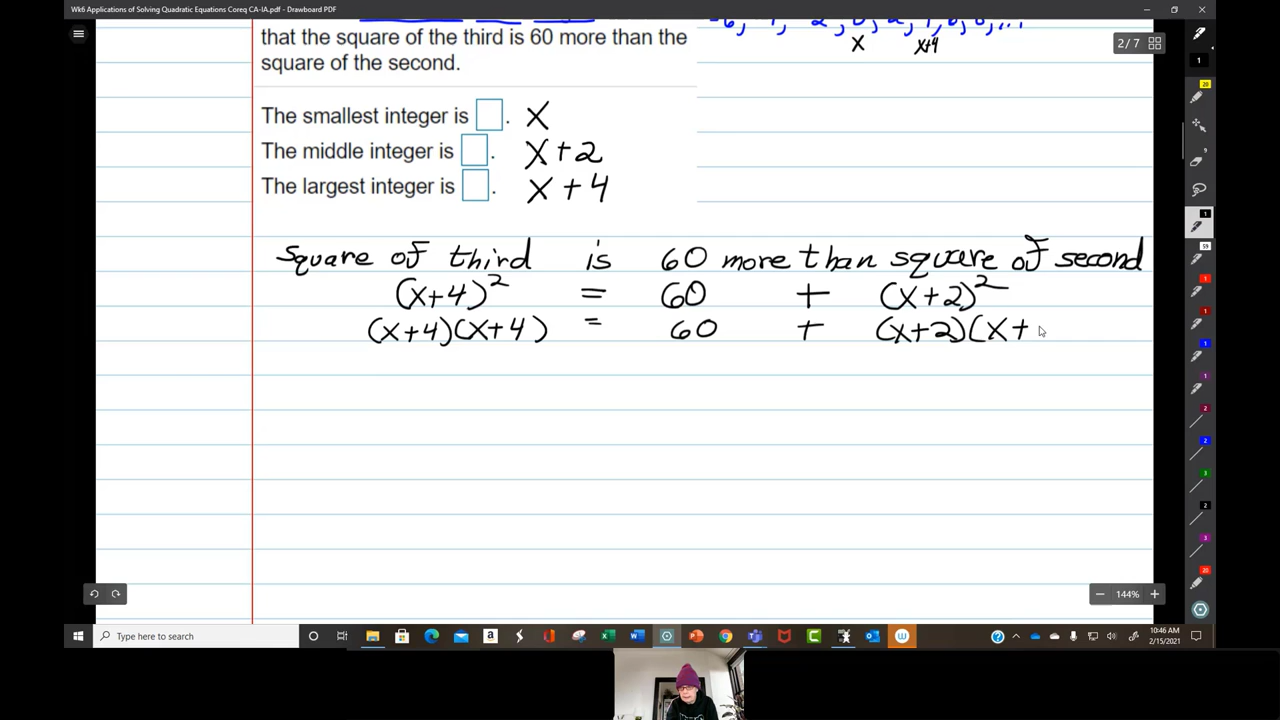 Wk6 Applications of Solving Quadratic Equations Coreq CA-IA.pdf - Drawboard PDF
2/7
x x+4
that the square of the third is 60 more than the
square of the second.
The smallest integer is . x
The middle integer is . x+2
The largest integer is . x+4
square of third is 60 more than square of second
(x+4)² = 60 + (x+2)²
(x+4)(x+4) = 60 + (x+2)(x+
144%
Type here to search
10:46 AM
2/15/2021